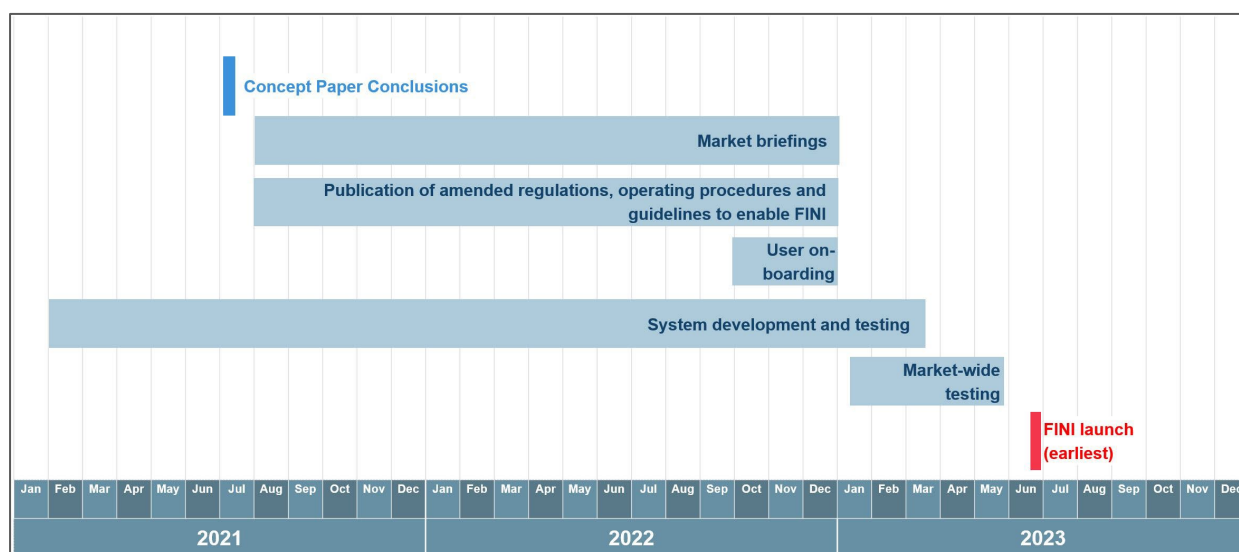 Concept Paper Conclusions
Market briefings
Publication of amended regulations, operating procedures and
guidelines to enable FINI
User on-
boarding
System development and testing
Market-wide
testing
FINI launch
(earliest)
Jan Feb Mar Apr May Jun Jul Aug Sep Oct Nov Dec Jan Feb Mar Apr May Jun Jul Aug Sep Oct Nov Dec Jan Feb Mar Apr May Jun Jul Aug Sep Oct Nov Dec
2021 2022 2023